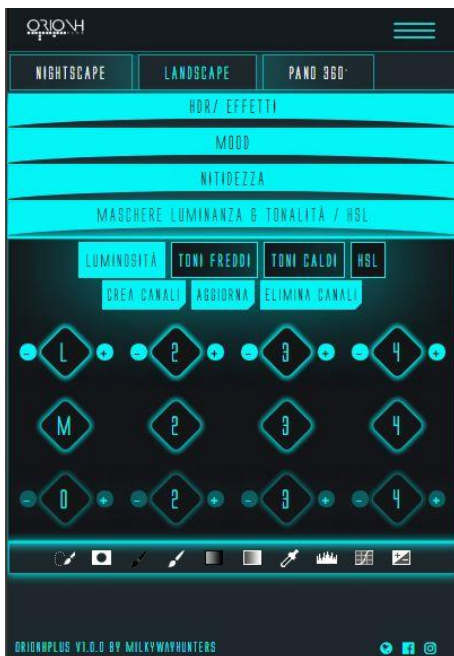 ORIONH
NIGHTSCAPE LANDSCAPE PANO 360°
HDR/ EFFETTI
MOOD
NITIDEZZA
MASCHERE LUMINANZA & TONALITÀ / HSL
LUMINOSITÀ TONI FREDDI TONI CALDI HSL
CREA CANALI AGGIORNA ELIMINA CANALI
- L + - 2 + - 3 + - 4 +
M 2 3 4
- O + - 2 + - 3 + - 4 +
ORIONHPLUS V1.0.0 BY MILKYWAYHUNTERS